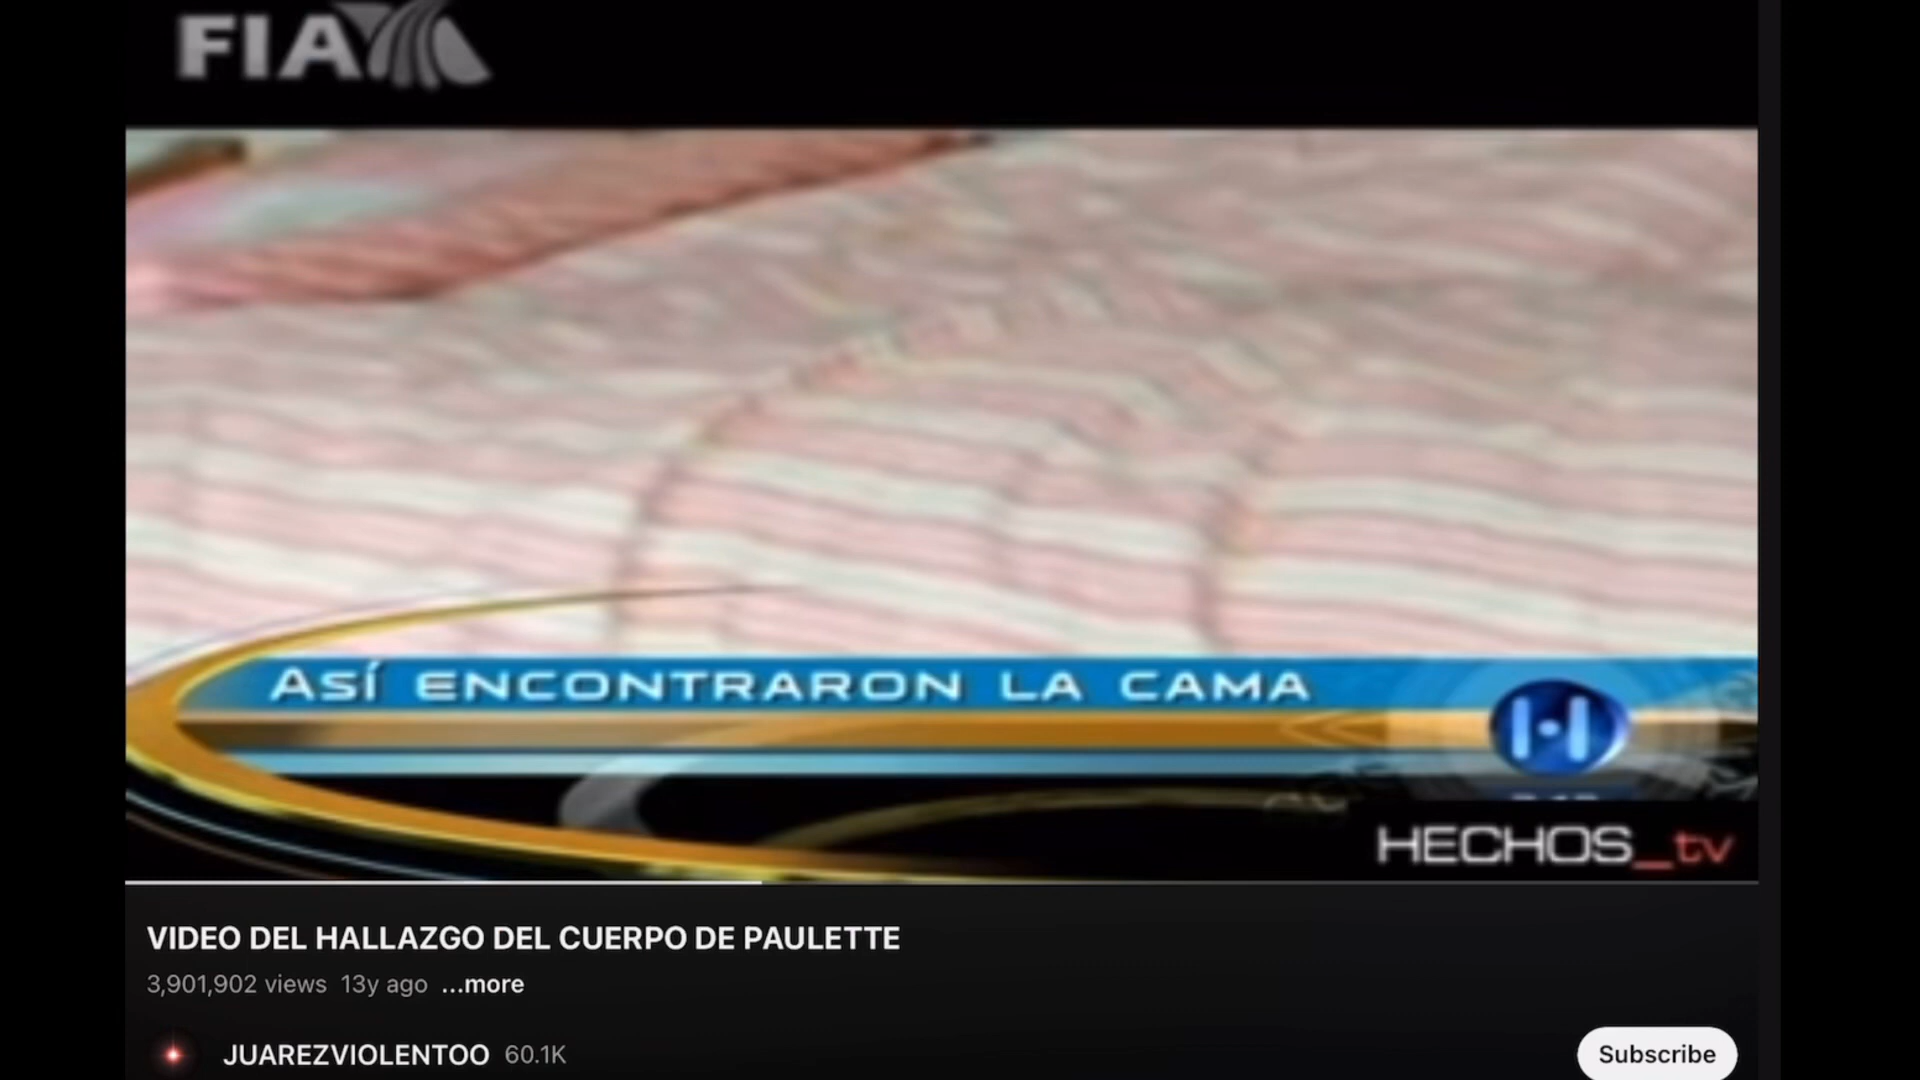 FIA
Así ENCONTRARON LA CAMA
H
HECHOS_tv
VIDEO DEL HALLAZGO DEL CUERPO DE PAULETTE
3,901,902 views 13y ago ...more
JUAREZVIOLENTOO 60.1K
Subscribe